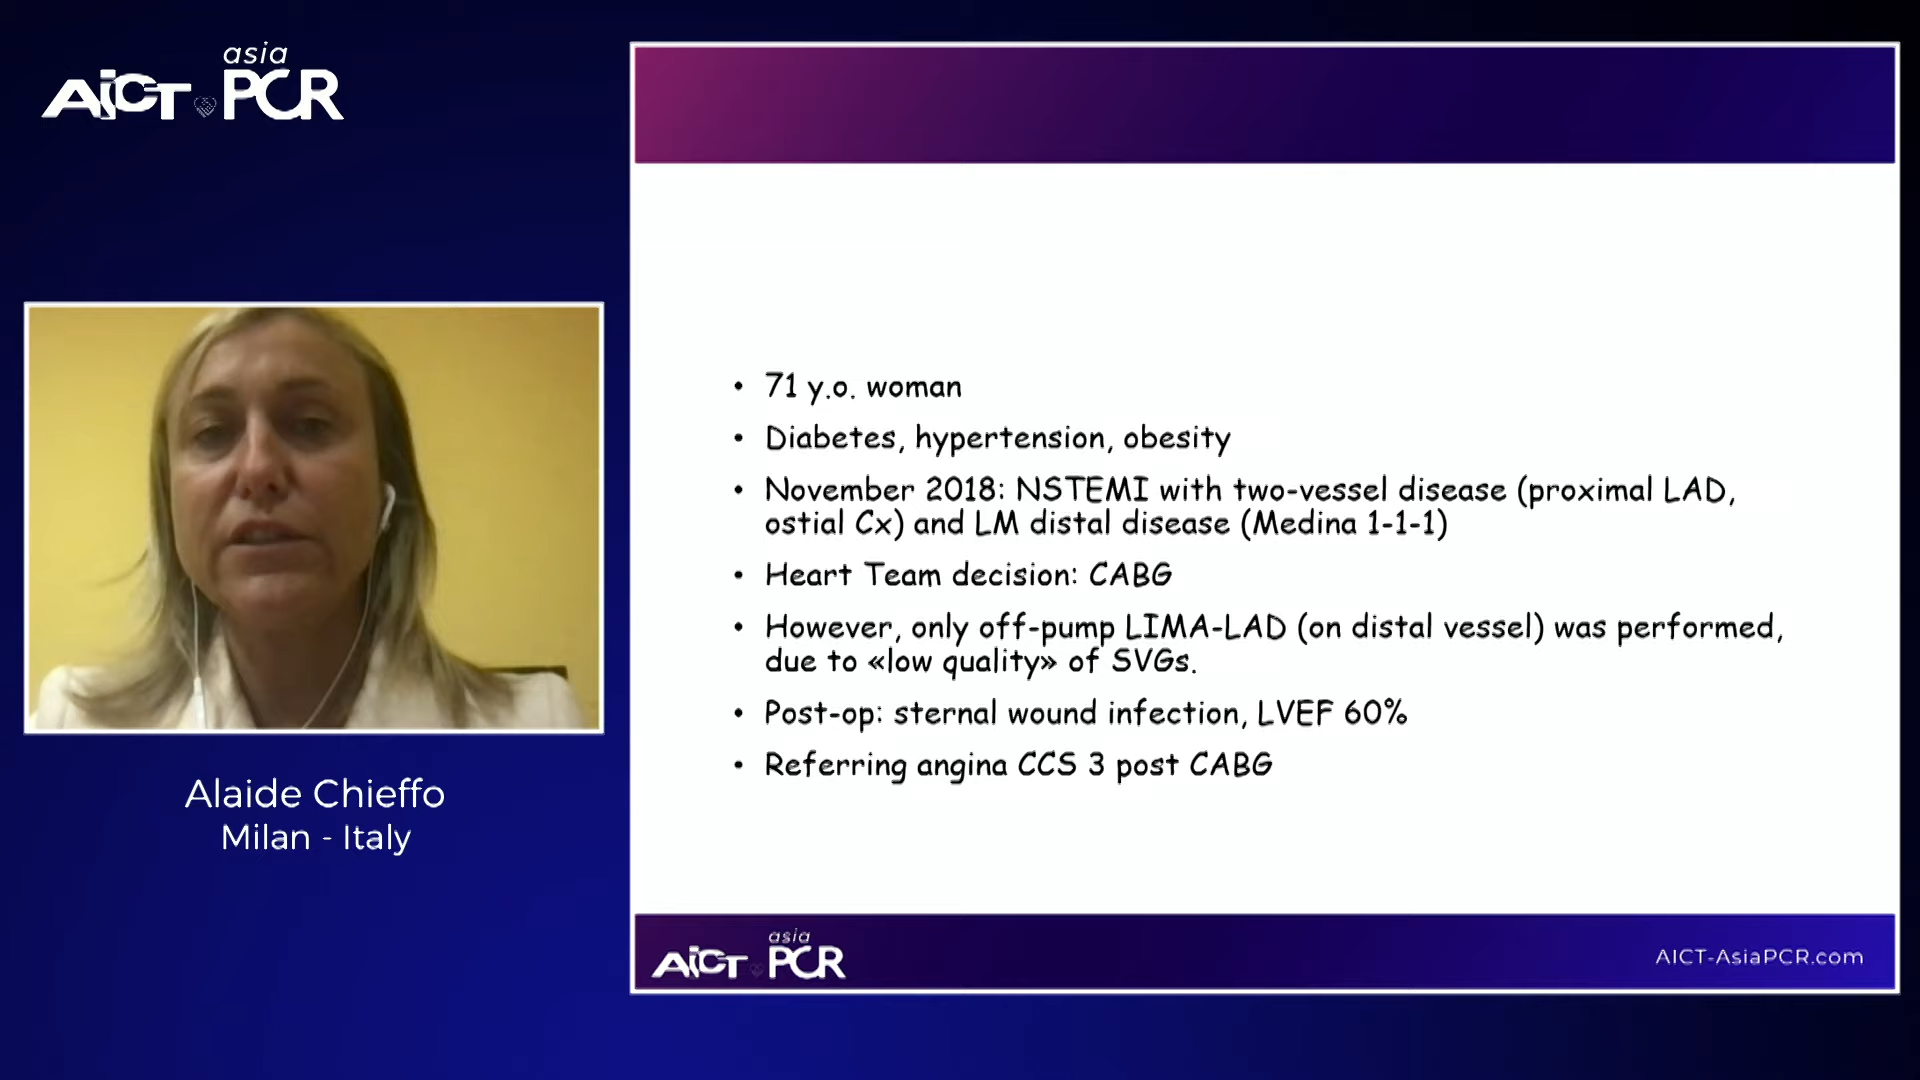 asia
AICT PCR
• 71 y.o. woman
• Diabetes, hypertension, obesity
• November 2018: NSTEMI with two-vessel disease (proximal LAD,
ostial Cx) and LM distal disease (Medina 1-1-1)
• Heart Team decision: CABG
• However, only off-pump LIMA-LAD (on distal vessel) was performed,
due to «low quality» of SVGs.
• Post-op: sternal wound infection, LVEF 60%
• Referring angina CCS 3 post CABG
Alaide Chieffo
Milan - Italy
asia
AICT PCR
AICT-AsiaPCR.com